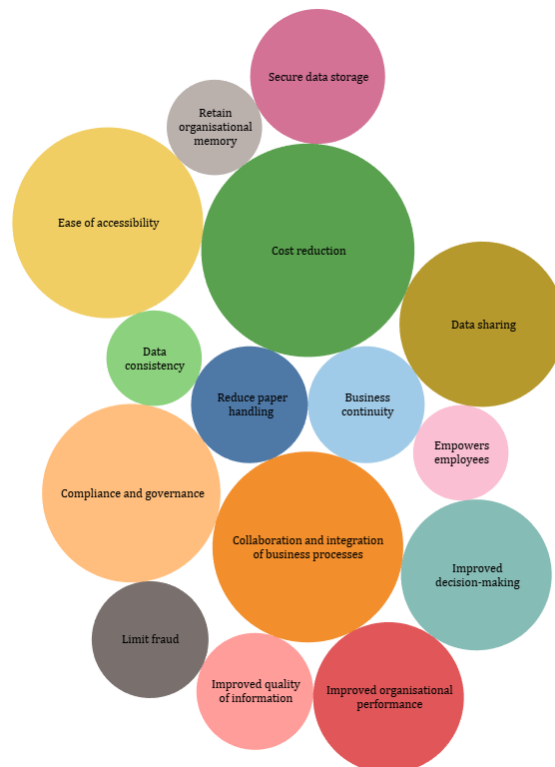 Secure data storage
Retain
organisational
memory
Ease of accessibility
Cost reduction
Data sharing
Data
consistency
Reduce paper
handling
Business
continuity
Empowers
employees
Compliance and governance
Collaboration and integration
of business processes
Improved
decision-making
Limit fraud
Improved quality
of information
Improved organisational
performance